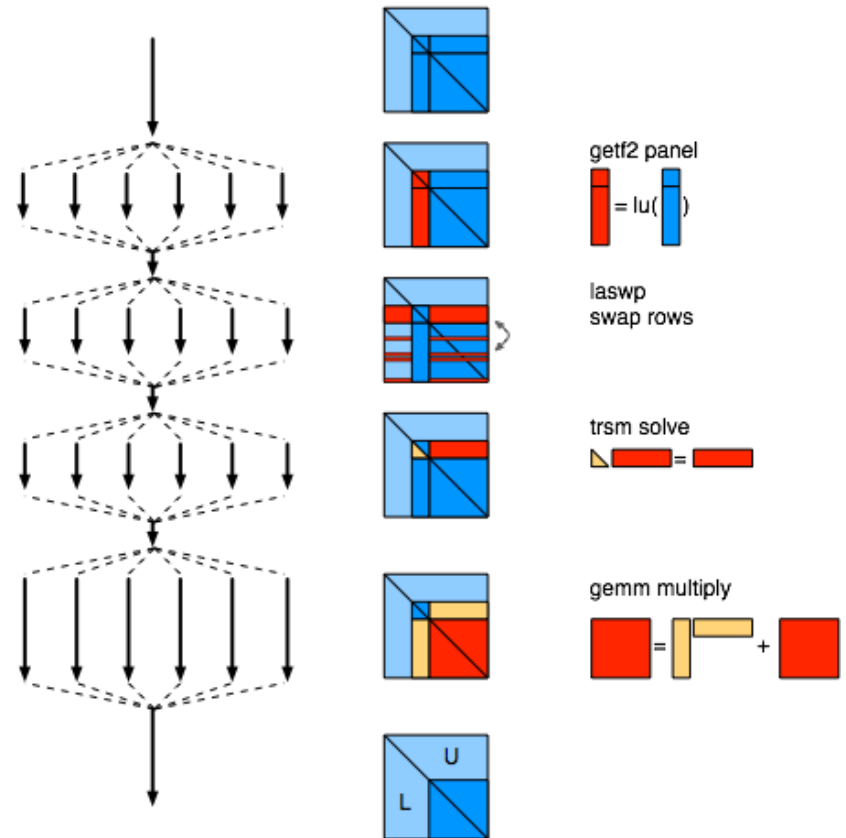 getf2 panel
= lu( )
laswp
swap rows
trsm solve
=
gemm multiply
= +
U
L